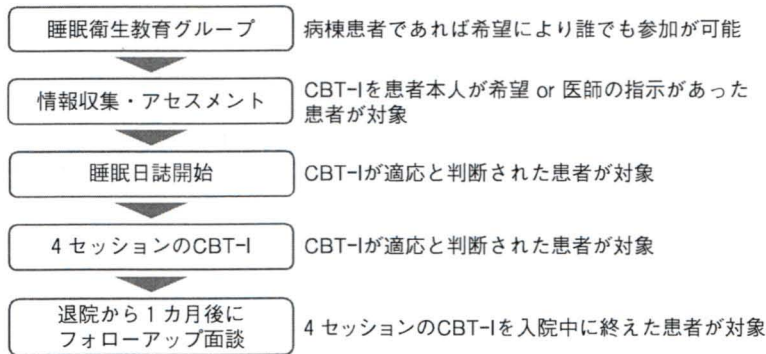 睡眠衛生教育グループ
病棟患者であれば希望により誰でも参加が可能
情報収集・アセスメント
CBT-Iを患者本人が希望 or 医師の指示があった
患者が対象
睡眠日誌開始
CBT-Iが適応と判断された患者が対象
4セッションのCBT-I
CBT-Iが適応と判断された患者が対象
退院から1カ月後に
フォローアップ面談
4セッションのCBT-Iを入院中に終えた患者が対象